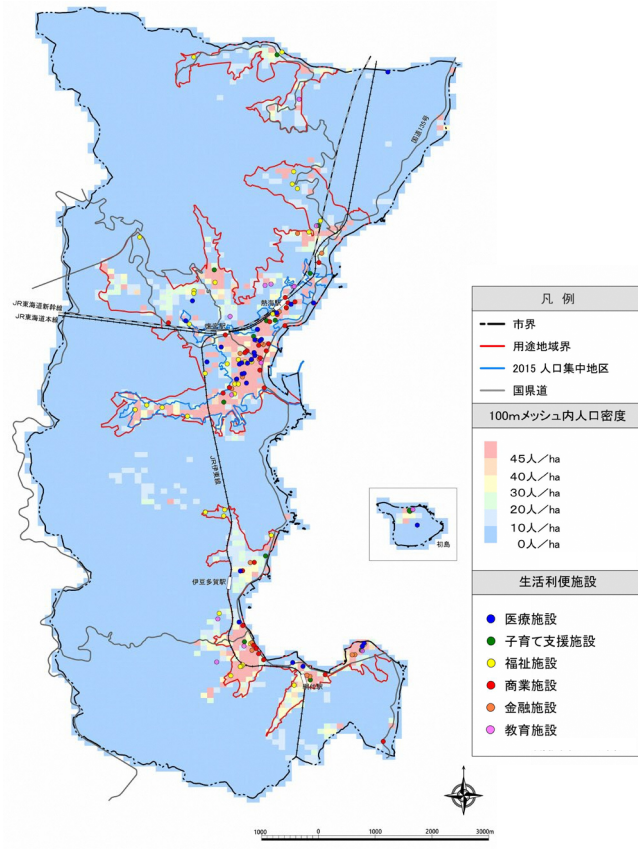 国道135号
JR東海道新幹線
JR東海道本線
熱海駅
来宮駅
JR伊東線
伊豆多賀駅
網代駅
初島
凡 例
市界
用途地域界
2015 人口集中地区
国県道
100mメッシュ内人口密度
45人/ha
40人/ha
30人/ha
20人/ha
10人/ha
0人/ha
生活利便施設
医療施設
子育て支援施設
福祉施設
商業施設
金融施設
教育施設
1000 0 1000 2000 3000m